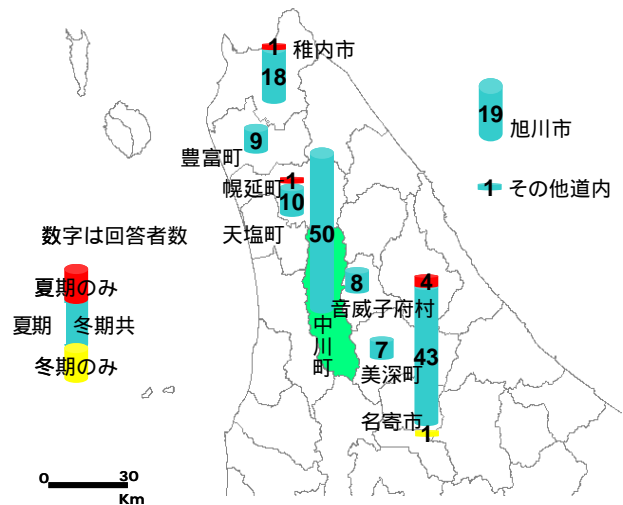 1 稚内市
18
19
旭川市
9
豊富町
1 その他道内
幌延町 1
10
数字は回答者数
天塩町 50
夏期のみ
8
4
音威子府村
夏期 冬期共
中川町
7
43
冬期のみ
美深町
名寄市
1
0 30
Km